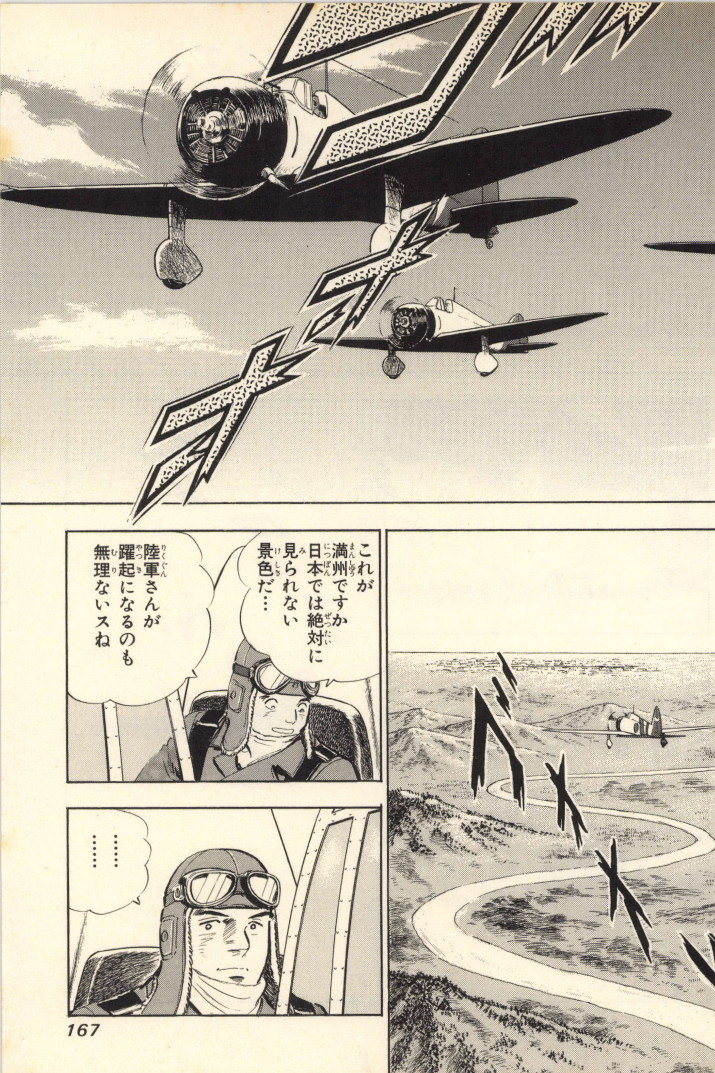 これが
満州ですか
日本では絶対に
見られない
景色だ…
陸軍さんが
躍起になるのも
無理ないスね
………
………
167